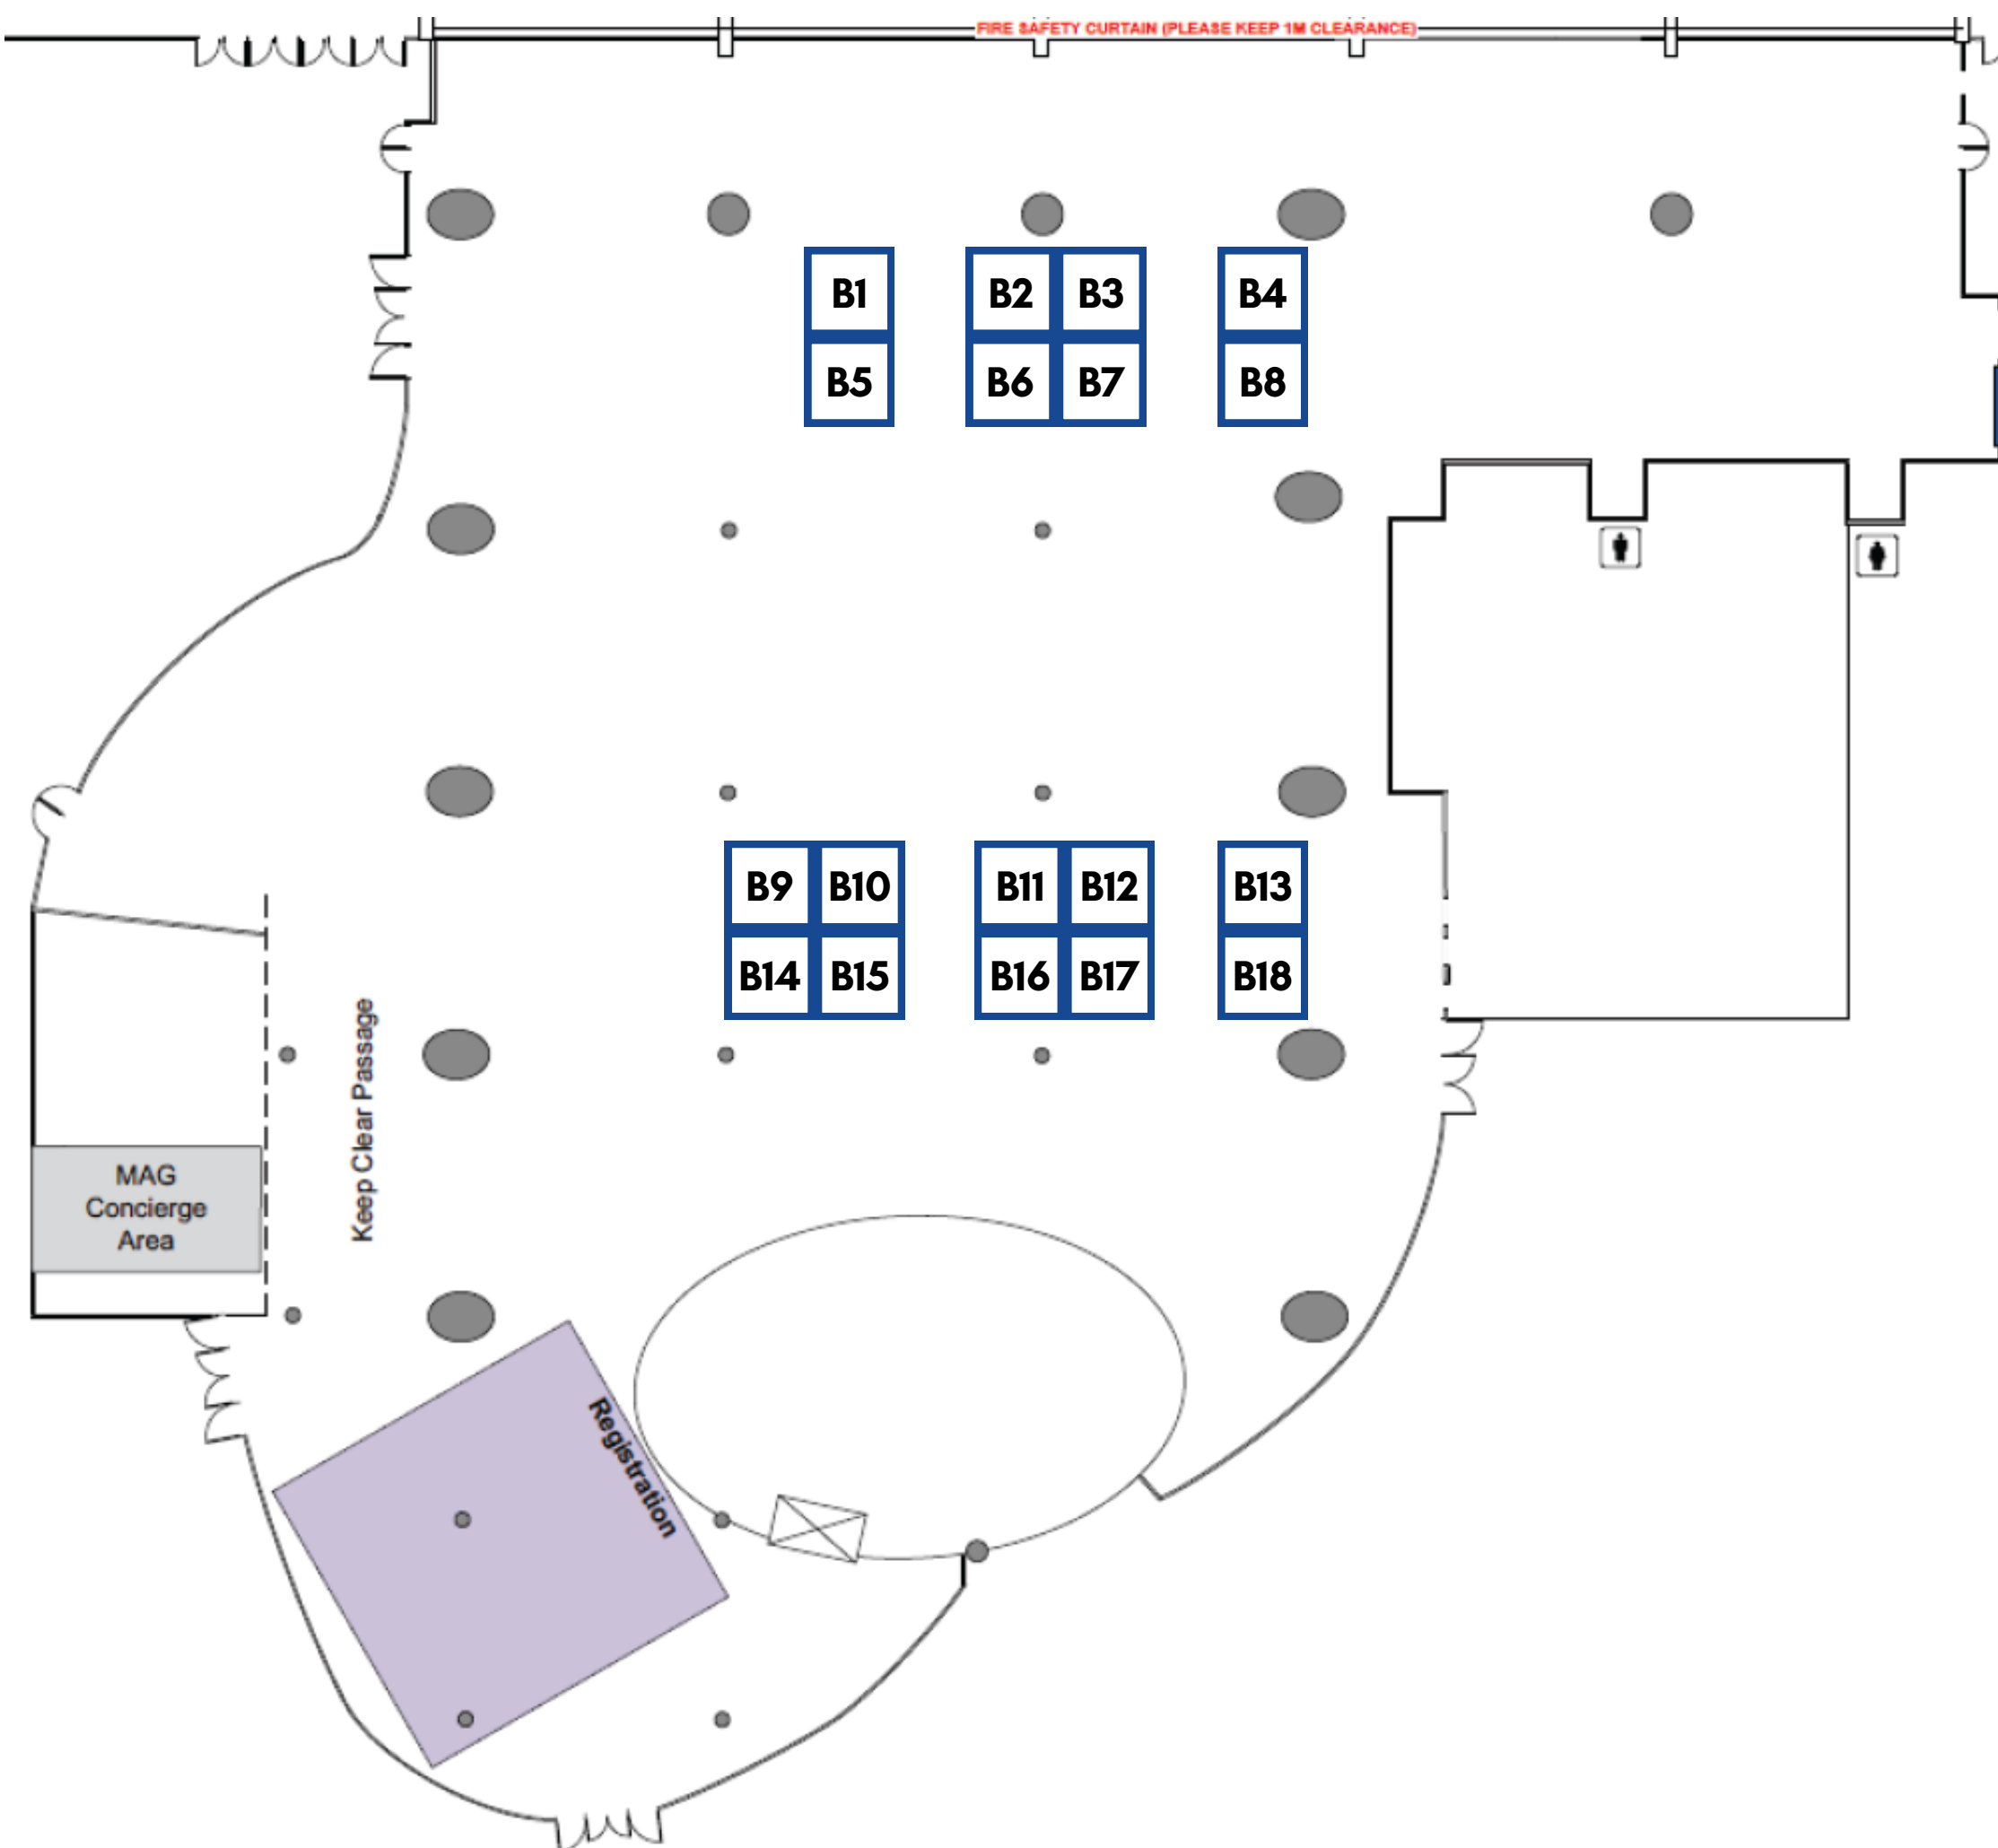 FIRE SAFETY CURTAIN (PLEASE KEEP 1M CLEARANCE)
B1 B2 B3 B4
B5 B6 B7 B8
B9 B10 B11 B12 B13
B14 B15 B16 B17 B18
Keep Clear Passage
MAG
Concierge
Area
Registration